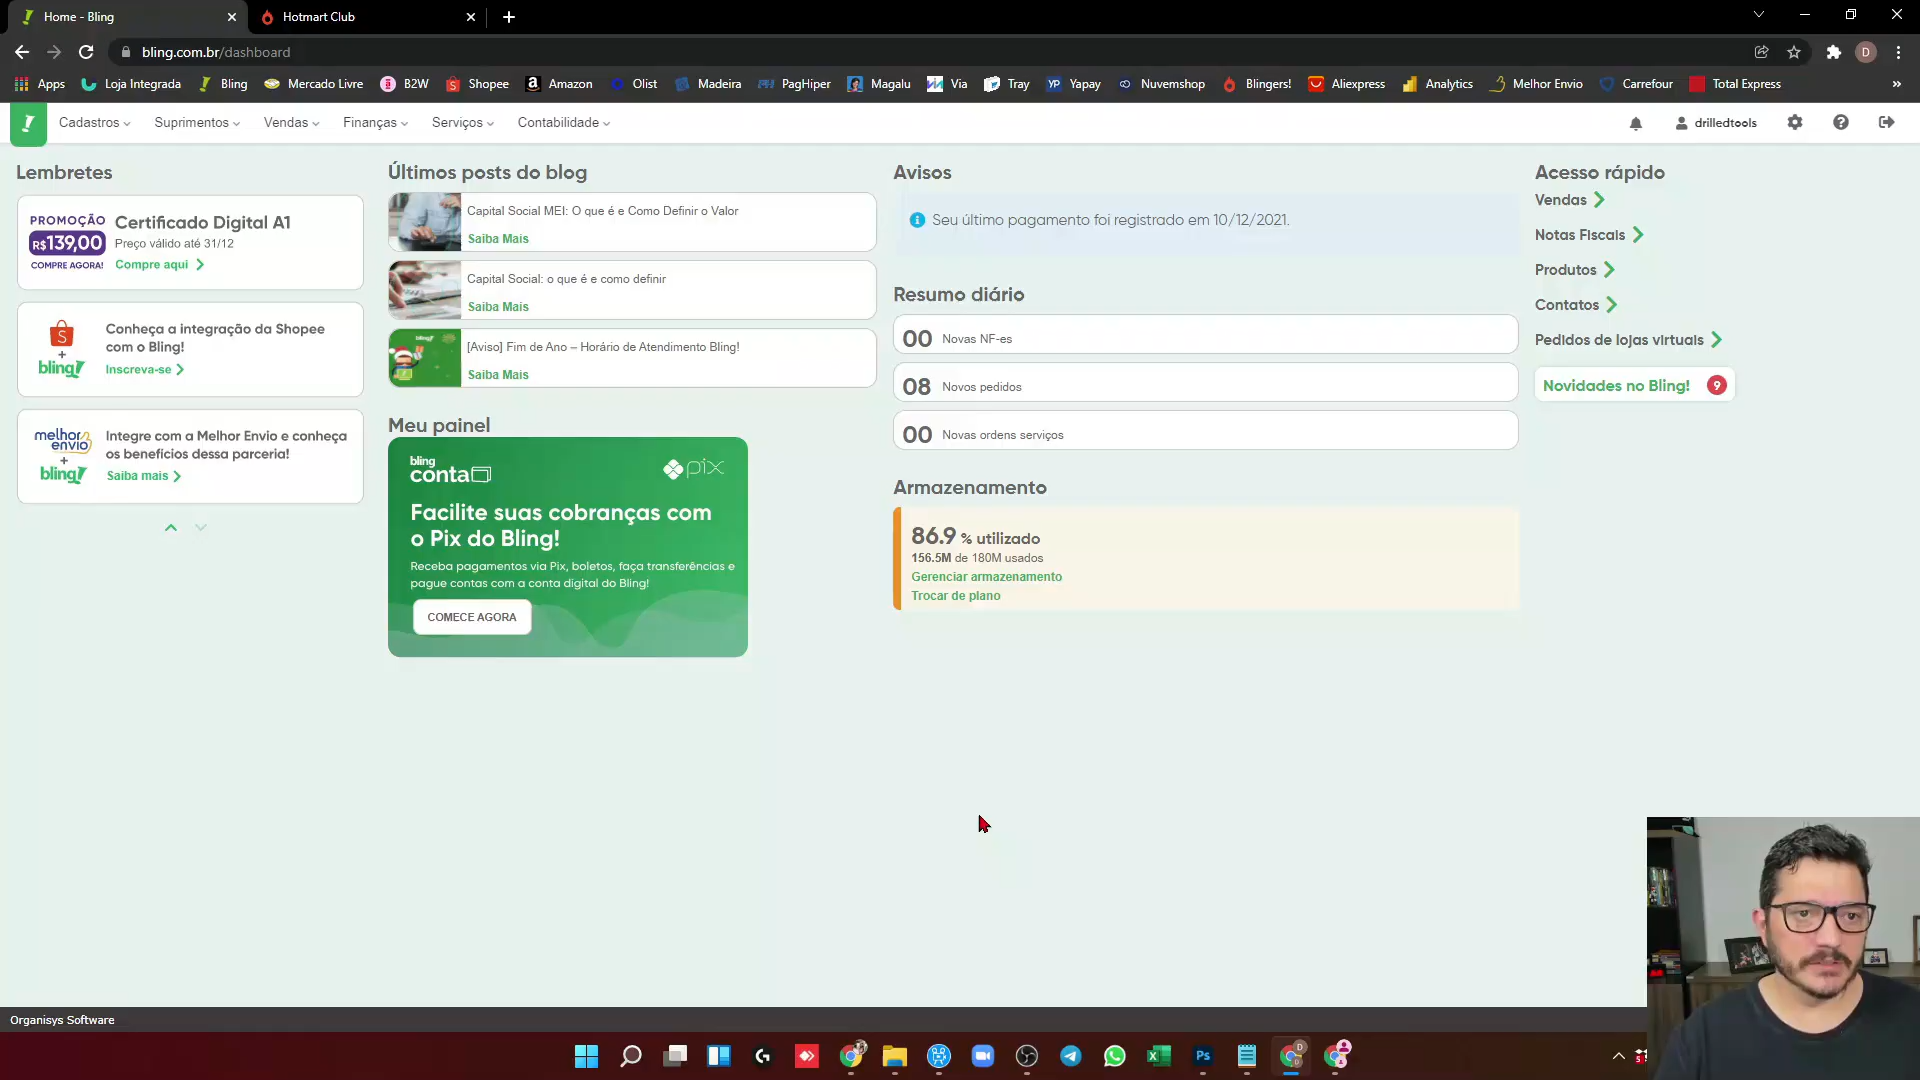 Home - Bling
Hotmart Club
bling.com.br/dashboard
D
Apps
Loja Integrada
Bling
Mercado Livre
B2W
Shopee
Amazon
Olist
Madeira
PagHiper
Magalu
Via
Tray
Yapay
Nuvemshop
Blingers!
Aliexpress
Analytics
Melhor Envio
Carrefour
Total Express
Cadastros
Suprimentos
Vendas
Finanças
Serviços
Contabilidade
drilledtools
Lembretes
PROMOÇÃO
R$139,00
COMPRE AGORA!
Certificado Digital A1
Preço válido até 31/12
Compre aqui
bling!
Conheça a integração da Shopee
com o Bling!
Inscreva-se
melhor
envio
+
bling!
Integre com a Melhor Envio e conheça
os benefícios dessa parceria!
Saiba mais
Últimos posts do blog
Capital Social MEI: O que é e Como Definir o Valor
Saiba Mais
Capital Social: o que é e como definir
Saiba Mais
[Aviso] Fim de Ano – Horário de Atendimento Bling!
Saiba Mais
Meu painel
bling
conta
pix
Facilite suas cobranças com
o Pix do Bling!
Receba pagamentos via Pix, boletos, faça transferências e
pague contas com a conta digital do Bling!
COMECE AGORA
Avisos
Seu último pagamento foi registrado em 10/12/2021.
Resumo diário
00 Novas NF-es
08 Novos pedidos
00 Novas ordens serviços
Armazenamento
86.9 % utilizado
156.5M de 180M usados
Gerenciar armazenamento
Trocar de plano
Acesso rápido
Vendas
Notas Fiscais
Produtos
Contatos
Pedidos de lojas virtuais
Novidades no Bling! 9
Organisys Software
Ps